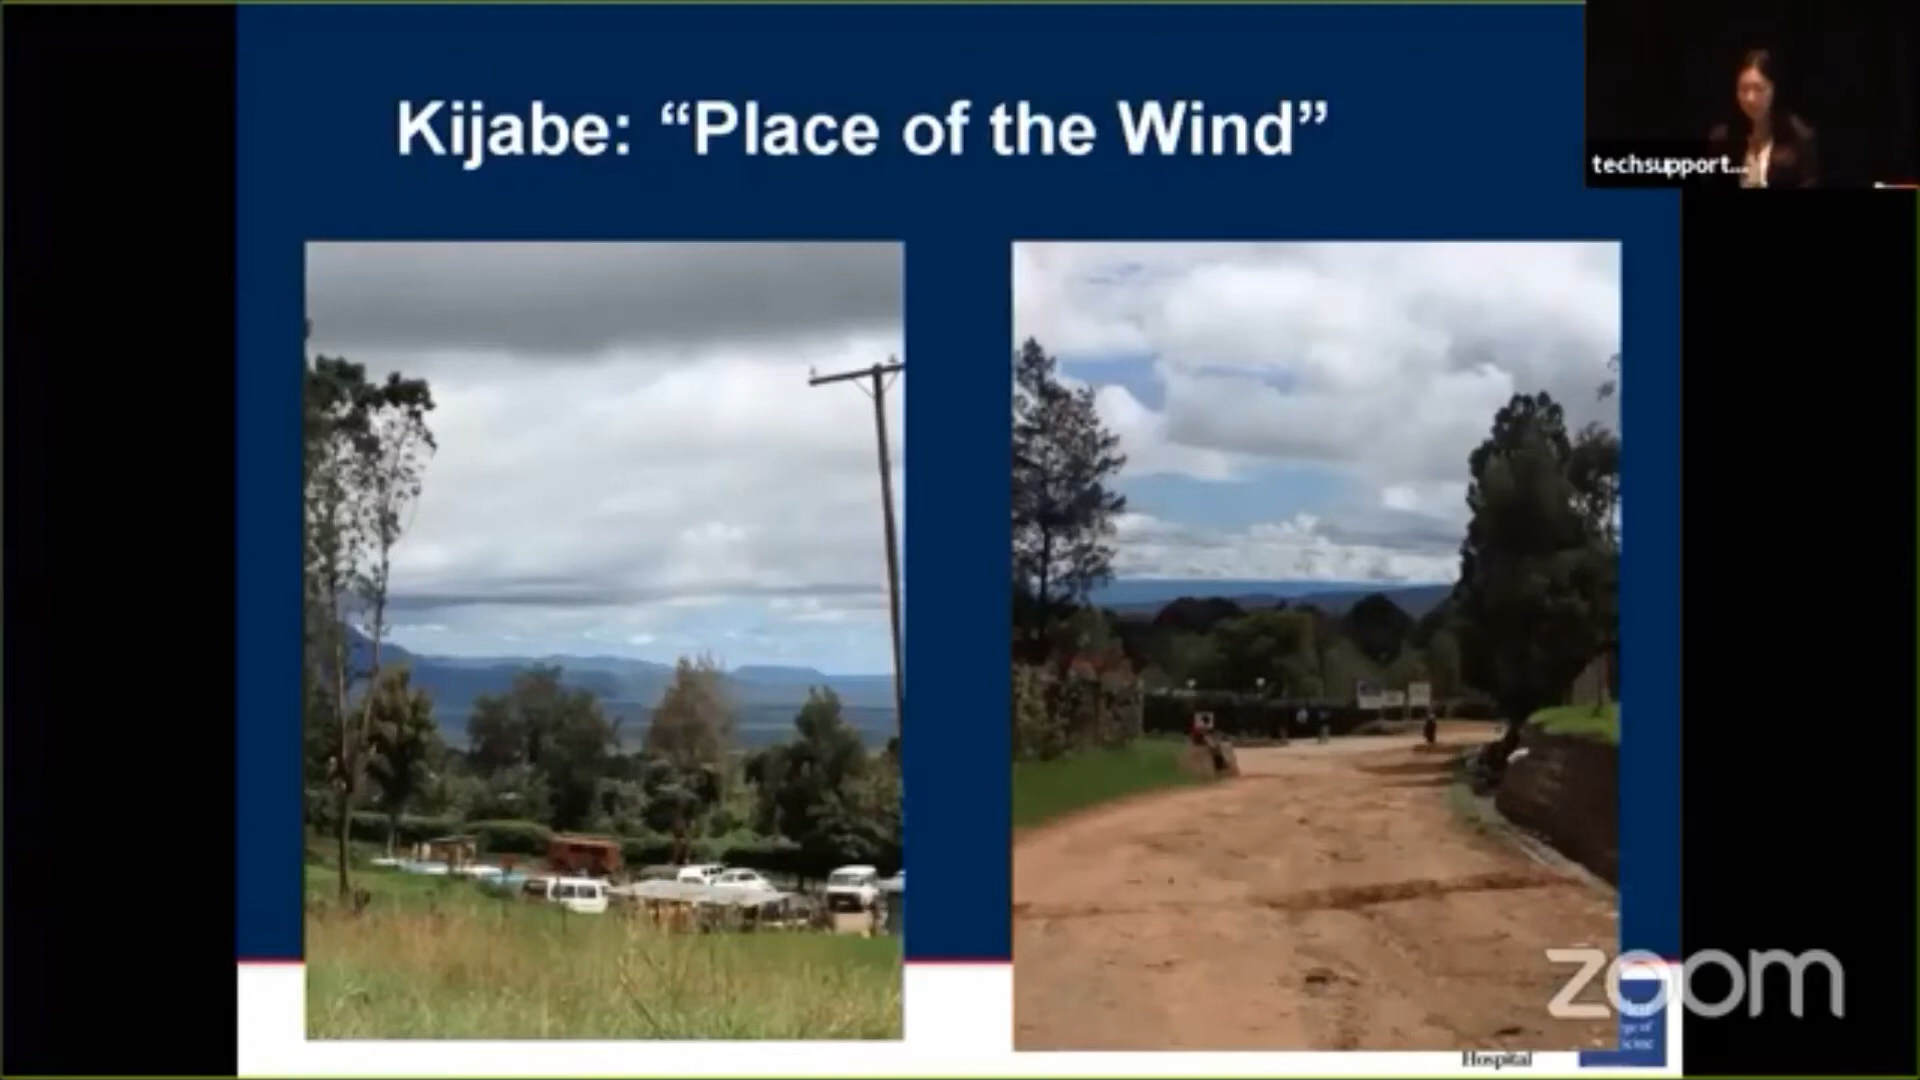 Kijabe: “Place of the Wind”
techsupport...
zoom
Hospital